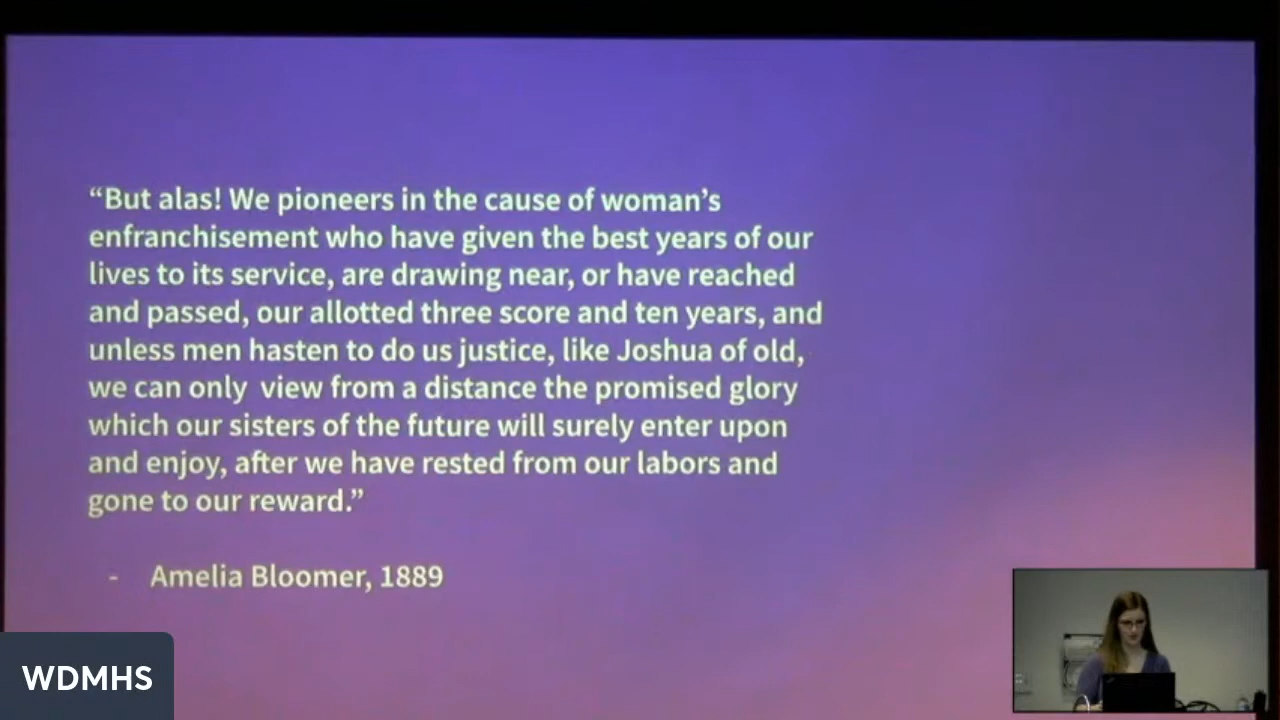 “But alas! We pioneers in the cause of woman’s
enfranchisement who have given the best years of our
lives to its service, are drawing near, or have reached
and passed, our allotted three score and ten years, and
unless men hasten to do us justice, like Joshua of old,
we can only  view from a distance the promised glory
which our sisters of the future will surely enter upon
and enjoy, after we have rested from our labors and
gone to our reward.”
- Amelia Bloomer, 1889
WDMHS